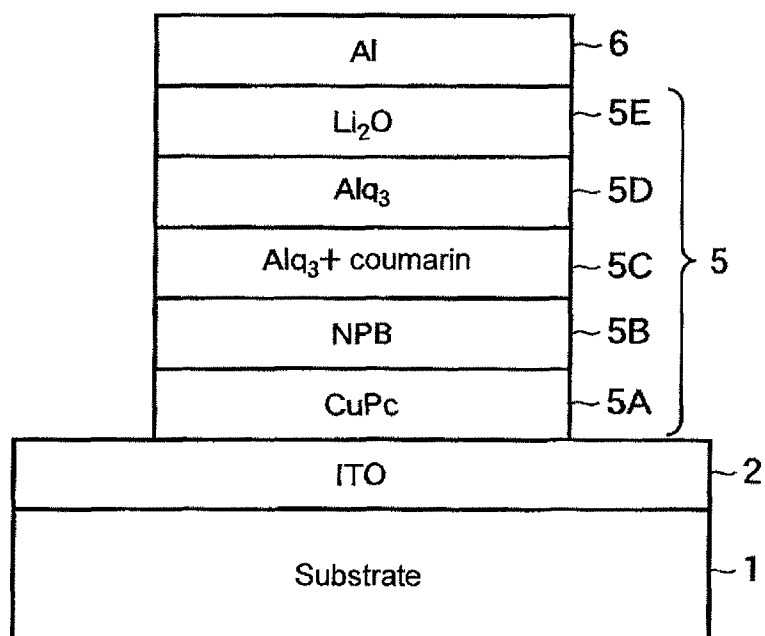 Al 6
Li₂O 5E
Alq₃ 5D
Alq₃+ coumarin 5C 5
NPB 5B
CuPc 5A
ITO 2
Substrate 1